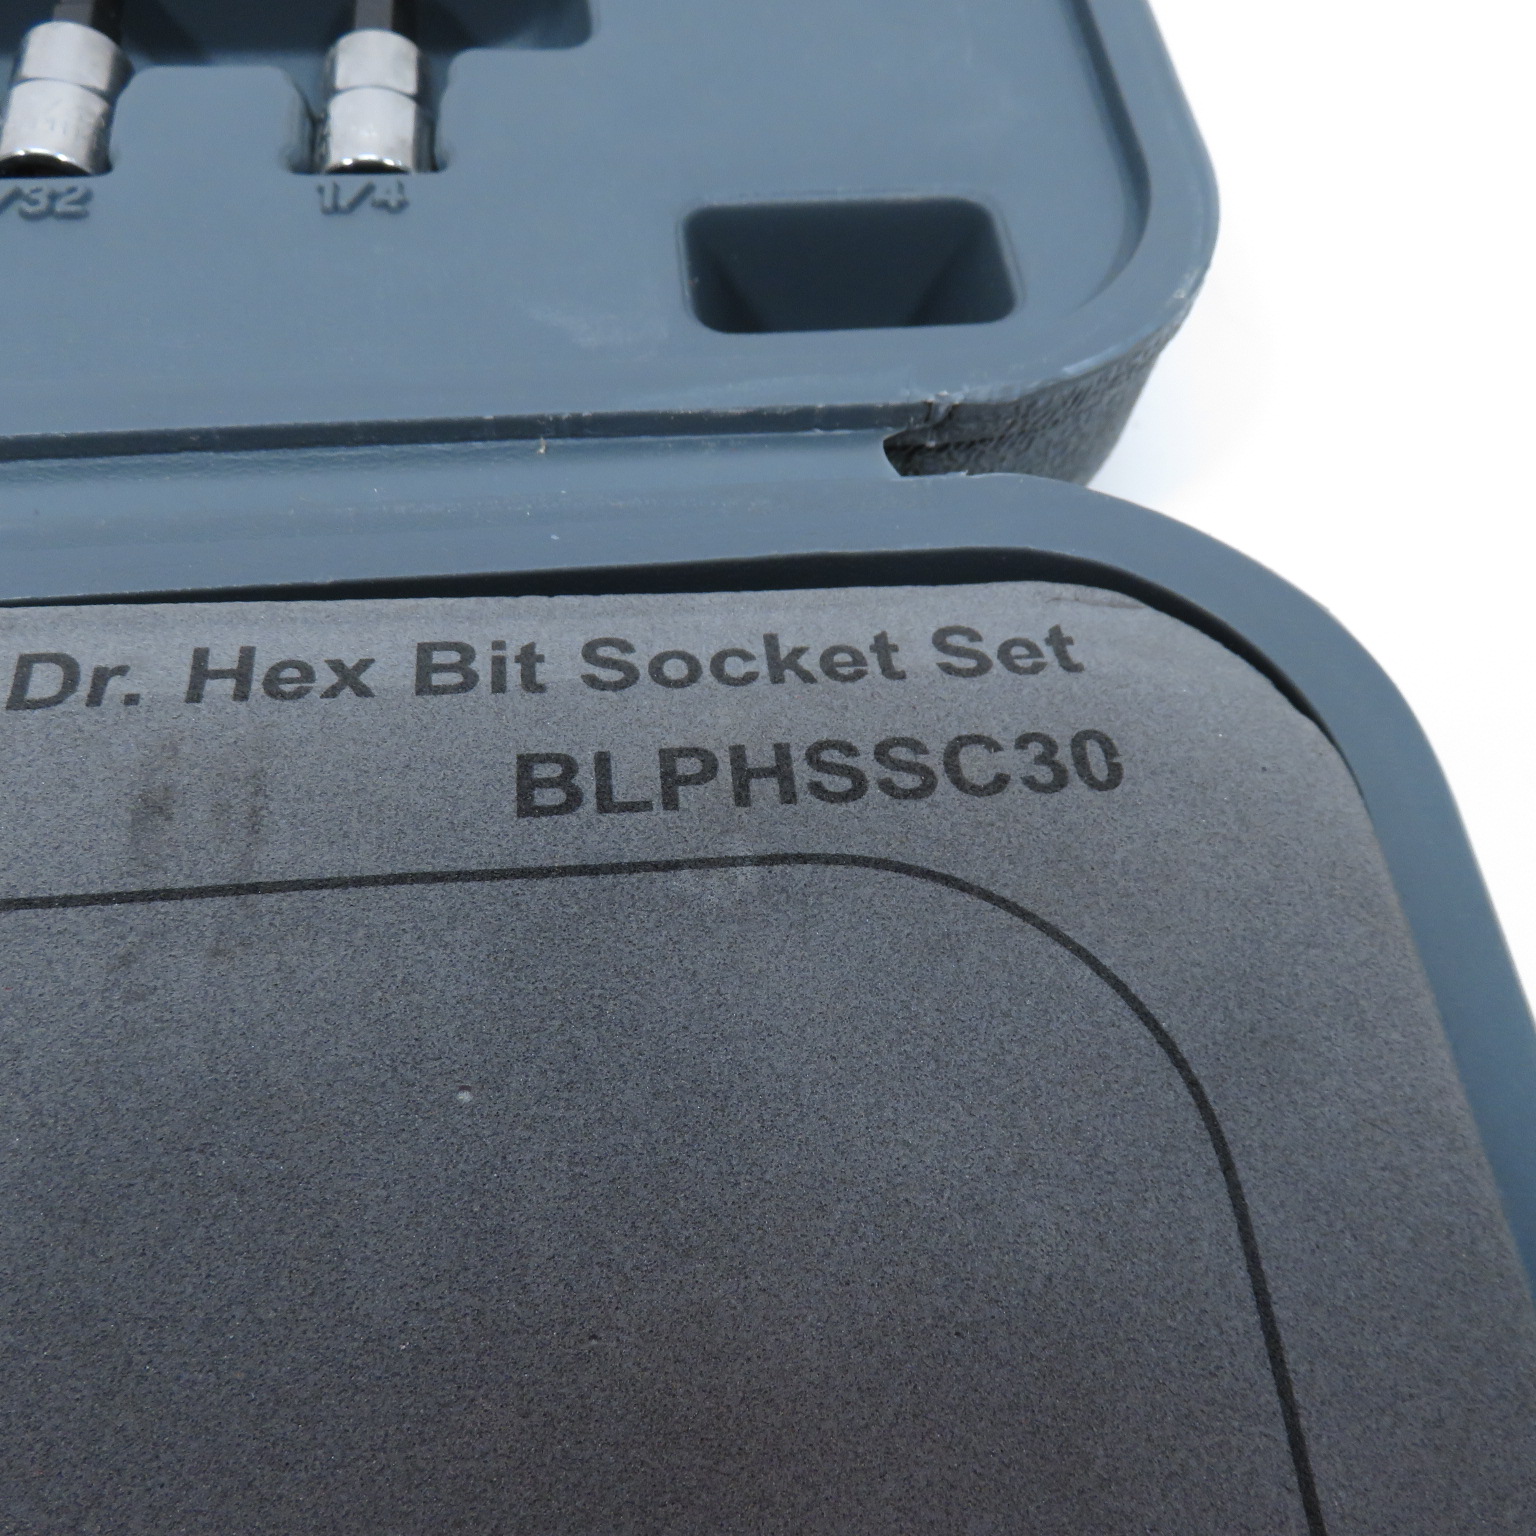 /32 1/4
Dr. Hex Bit Socket Set
BLPHSSC30